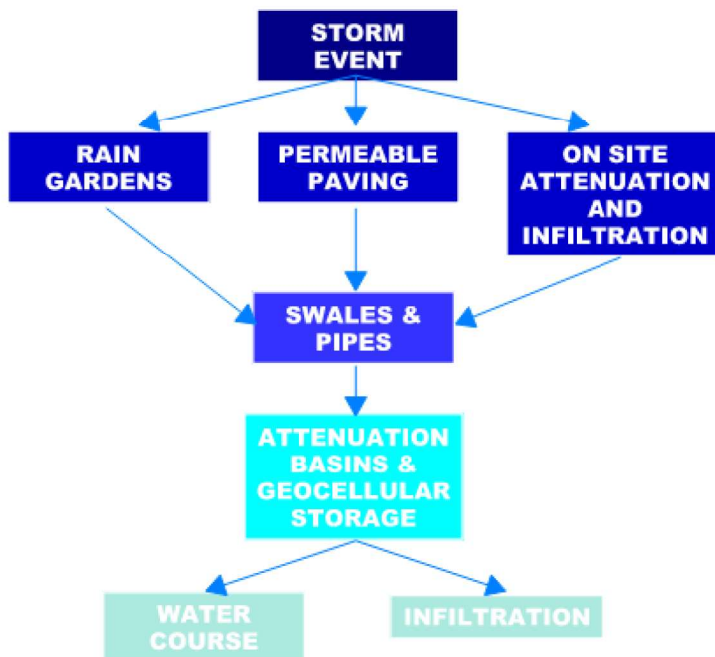 STORM
EVENT
RAIN
GARDENS
PERMEABLE
PAVING
ON SITE
ATTENUATION
AND
INFILTRATION
SWALES &
PIPES
ATTENUATION
BASINS &
GEOCELLULAR
STORAGE
WATER
COURSE
INFILTRATION